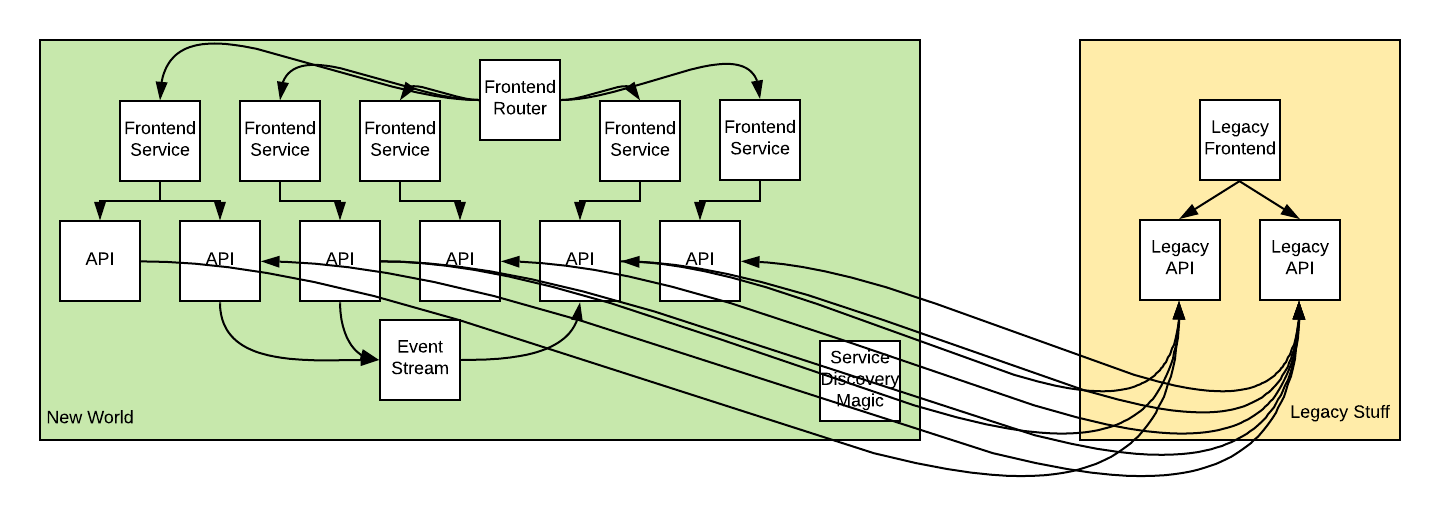 Frontend
Router
Frontend
Service
Frontend
Service
Frontend
Service
Frontend
Service
Frontend
Service
API
API
API
API
API
API
Event
Stream
Service
Discovery
Magic
New World
Legacy
Frontend
Legacy
API
Legacy
API
Legacy Stuff